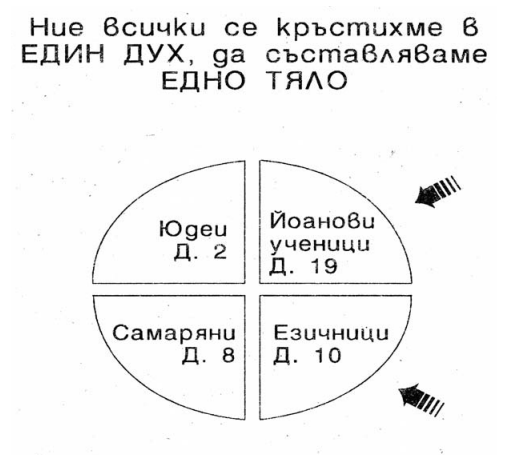 Ние всички се кръстихме в
ЕДИН ДУХ, да съставляваме
ЕДНО ТЯЛО
Юдеи
Д. 2
Йоанови
ученици
Д. 19
Самаряни
Д. 8
Езичници
Д. 10